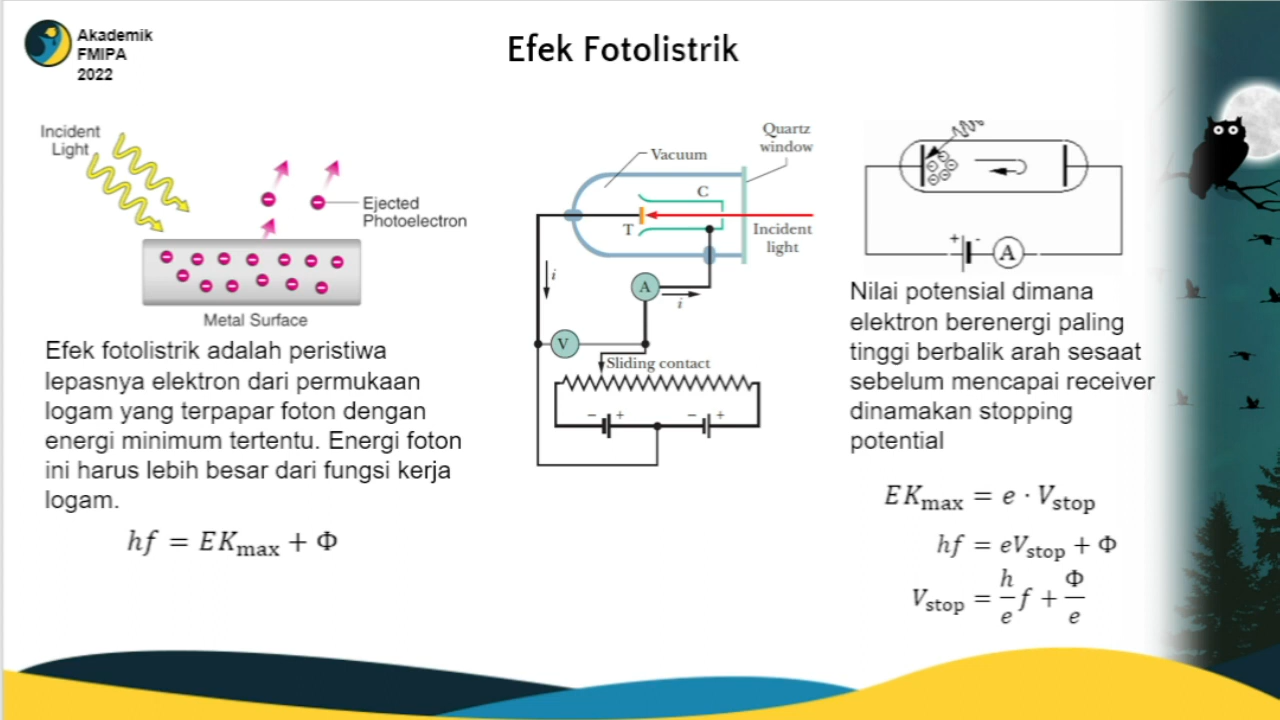 Akademik
FMIPA
2022
Efek Fotolistrik
Incident
Light
Ejected
Photoelectron
Metal Surface
Efek fotolistrik adalah peristiwa
lepasnya elektron dari permukaan
logam yang terpapar foton dengan
energi minimum tertentu. Energi foton
ini harus lebih besar dari fungsi kerja
logam.
hf = EK_max + Φ
Quartz
window
Vacuum
C
T
Incident
light
i
A
i
V
Sliding contact
− + − +
+ -
A
Nilai potensial dimana
elektron berenergi paling
tinggi berbalik arah sesaat
sebelum mencapai receiver
dinamakan stopping
potential
EK_max = e · V_stop
hf = eV_stop + Φ
V_stop = h/e f + Φ/e